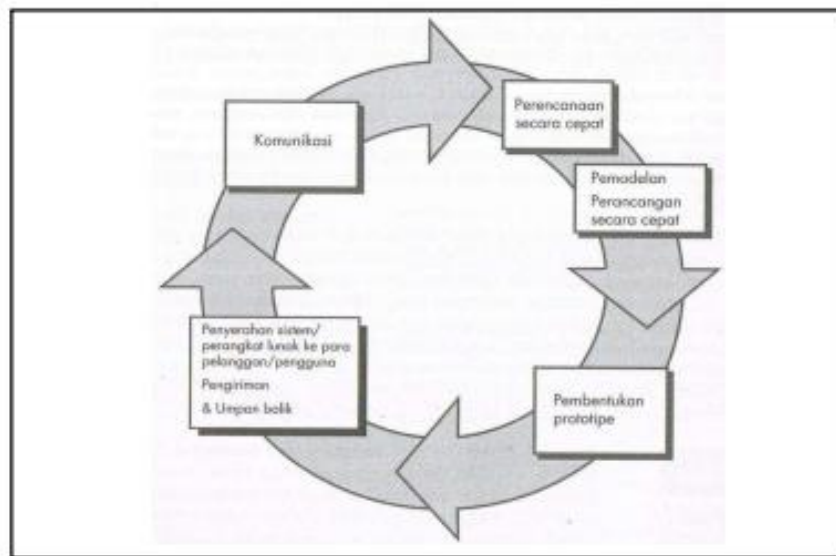 Komunikasi
Perencanaan
secara cepat
Pemodelan
Perancangan
secara cepat
Pembentukan
prototipe
Penyerahan sistem/
perangkat lunak ke para
pelanggan/pengguna
Pengiriman
& Umpan balik